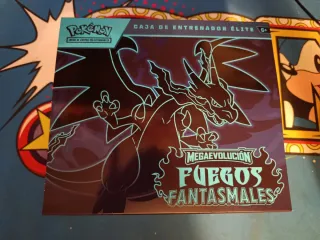 Pokémon
CAJA DE ENTRENADOR ÉLITE
MEGAEVOLUCIÓN
FUEGOS
FANTASMALES